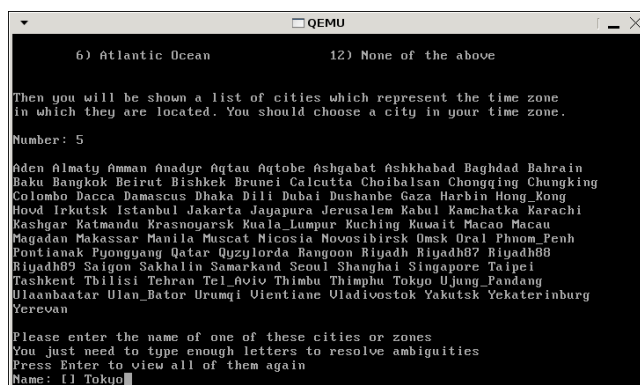 QEMU
6) Atlantic Ocean 12) None of the above
Then you will be shown a list of cities which represent the time zone
in which they are located. You should choose a city in your time zone.
Number: 5
Aden Almaty Amman Anadyr Aqtau Aqtobe Ashgabat Ashkhabad Baghdad Bahrain
Baku Bangkok Beirut Bishkek Brunei Calcutta Choibalsan Chongqing Chungking
Colombo Dacca Damascus Dhaka Dili Dubai Dushanbe Gaza Harbin Hong_Kong
Hovd Irkutsk Istanbul Jakarta Jayapura Jerusalem Kabul Kamchatka Karachi
Kashgar Katmandu Krasnoyarsk Kuala_Lumpur Kuching Kuwait Macao Macau
Magadan Makassar Manila Muscat Nicosia Novosibirsk Omsk Oral Phnom_Penh
Pontianak Pyongyang Qatar Qyzylorda Rangoon Riyadh Riyadh87 Riyadh88
Riyadh89 Saigon Sakhalin Samarkand Seoul Shanghai Singapore Taipei
Tashkent Tbilisi Tehran Tel_Aviv Thimbu Thimphu Tokyo Ujung_Pandang
Ulaanbaatar Ulan_Bator Urumqi Vientiane Vladivostok Yakutsk Yekaterinburg
Yerevan
Please enter the name of one of these cities or zones
You just need to type enough letters to resolve ambiguities
Press Enter to view all of them again
Name: [] Tokyo